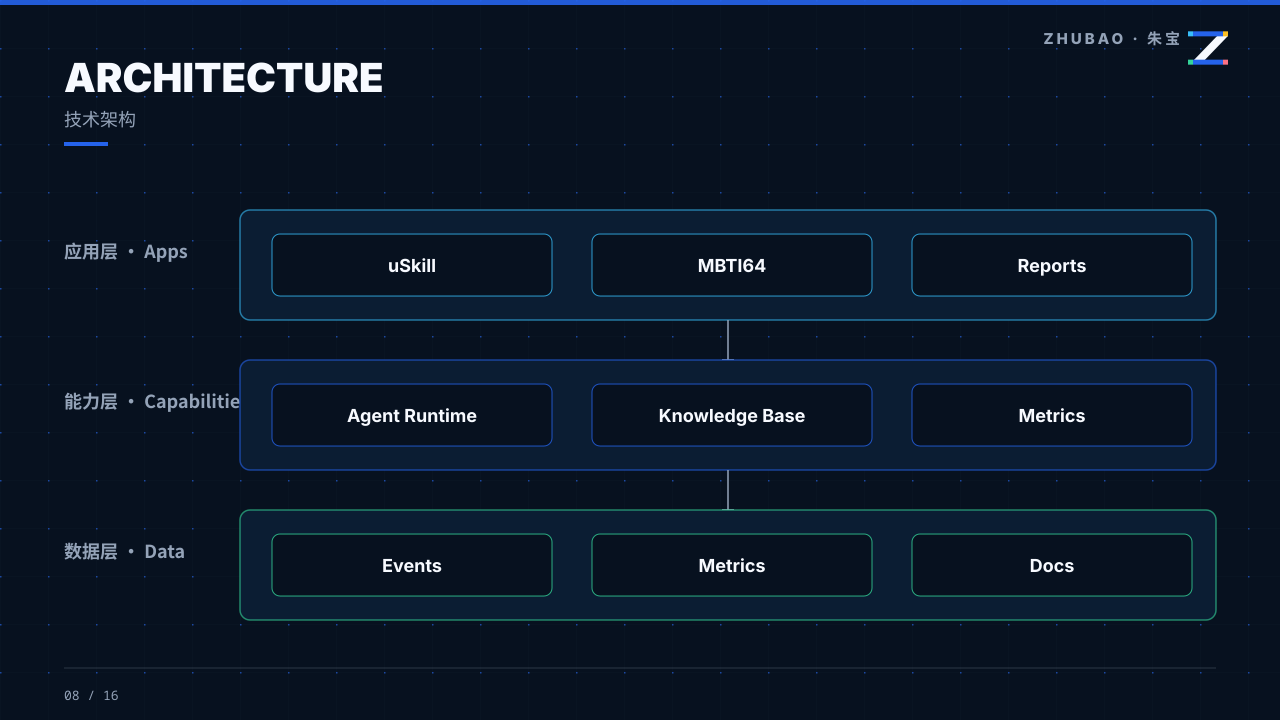 ZHUBAO · 朱宝
ARCHITECTURE
技术架构
应用层 · Apps
uSkill
MBTI64
Reports
能力层 · Capabilitie
Agent Runtime
Knowledge Base
Metrics
数据层 · Data
Events
Metrics
Docs
08 / 16